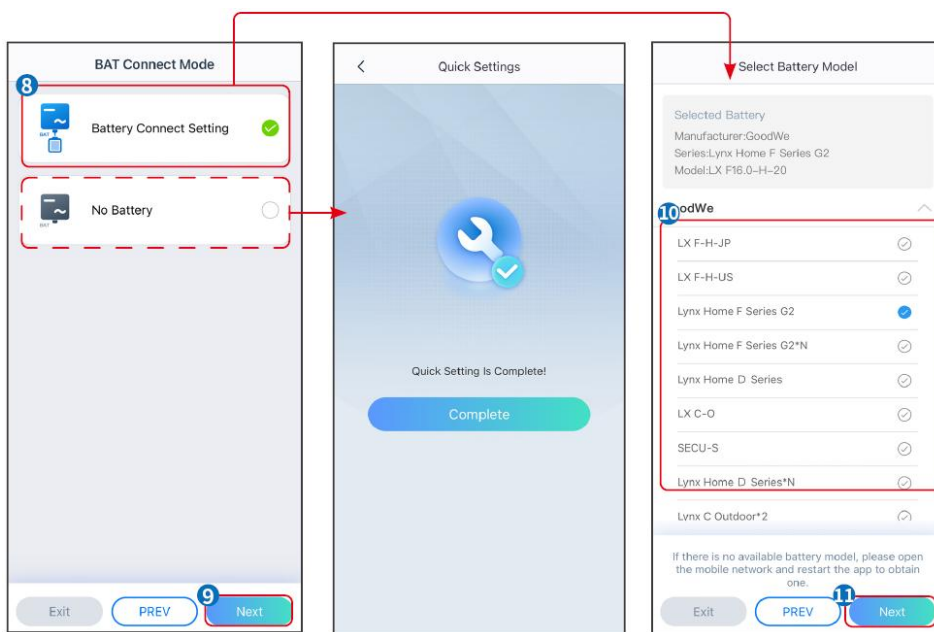 BAT Connect Mode
8
Battery Connect Setting
BAT
No Battery
BAT
9
Exit
PREV
Next
Quick Settings
Quick Setting Is Complete!
Complete
Select Battery Model
Selected Battery
Manufacturer:GoodWe
Series:Lynx Home F Series G2
Model:LX F16.0-H-20
10
odWe
LX F-H-JP
LX F-H-US
Lynx Home F Series G2
Lynx Home F Series G2*N
Lynx Home D Series
LX C-O
SECU-S
Lynx Home D Series*N
Lynx C Outdoor*2
If there is no available battery model, please open
the mobile network and restart the app to obtain
one.
11
Exit
PREV
Next